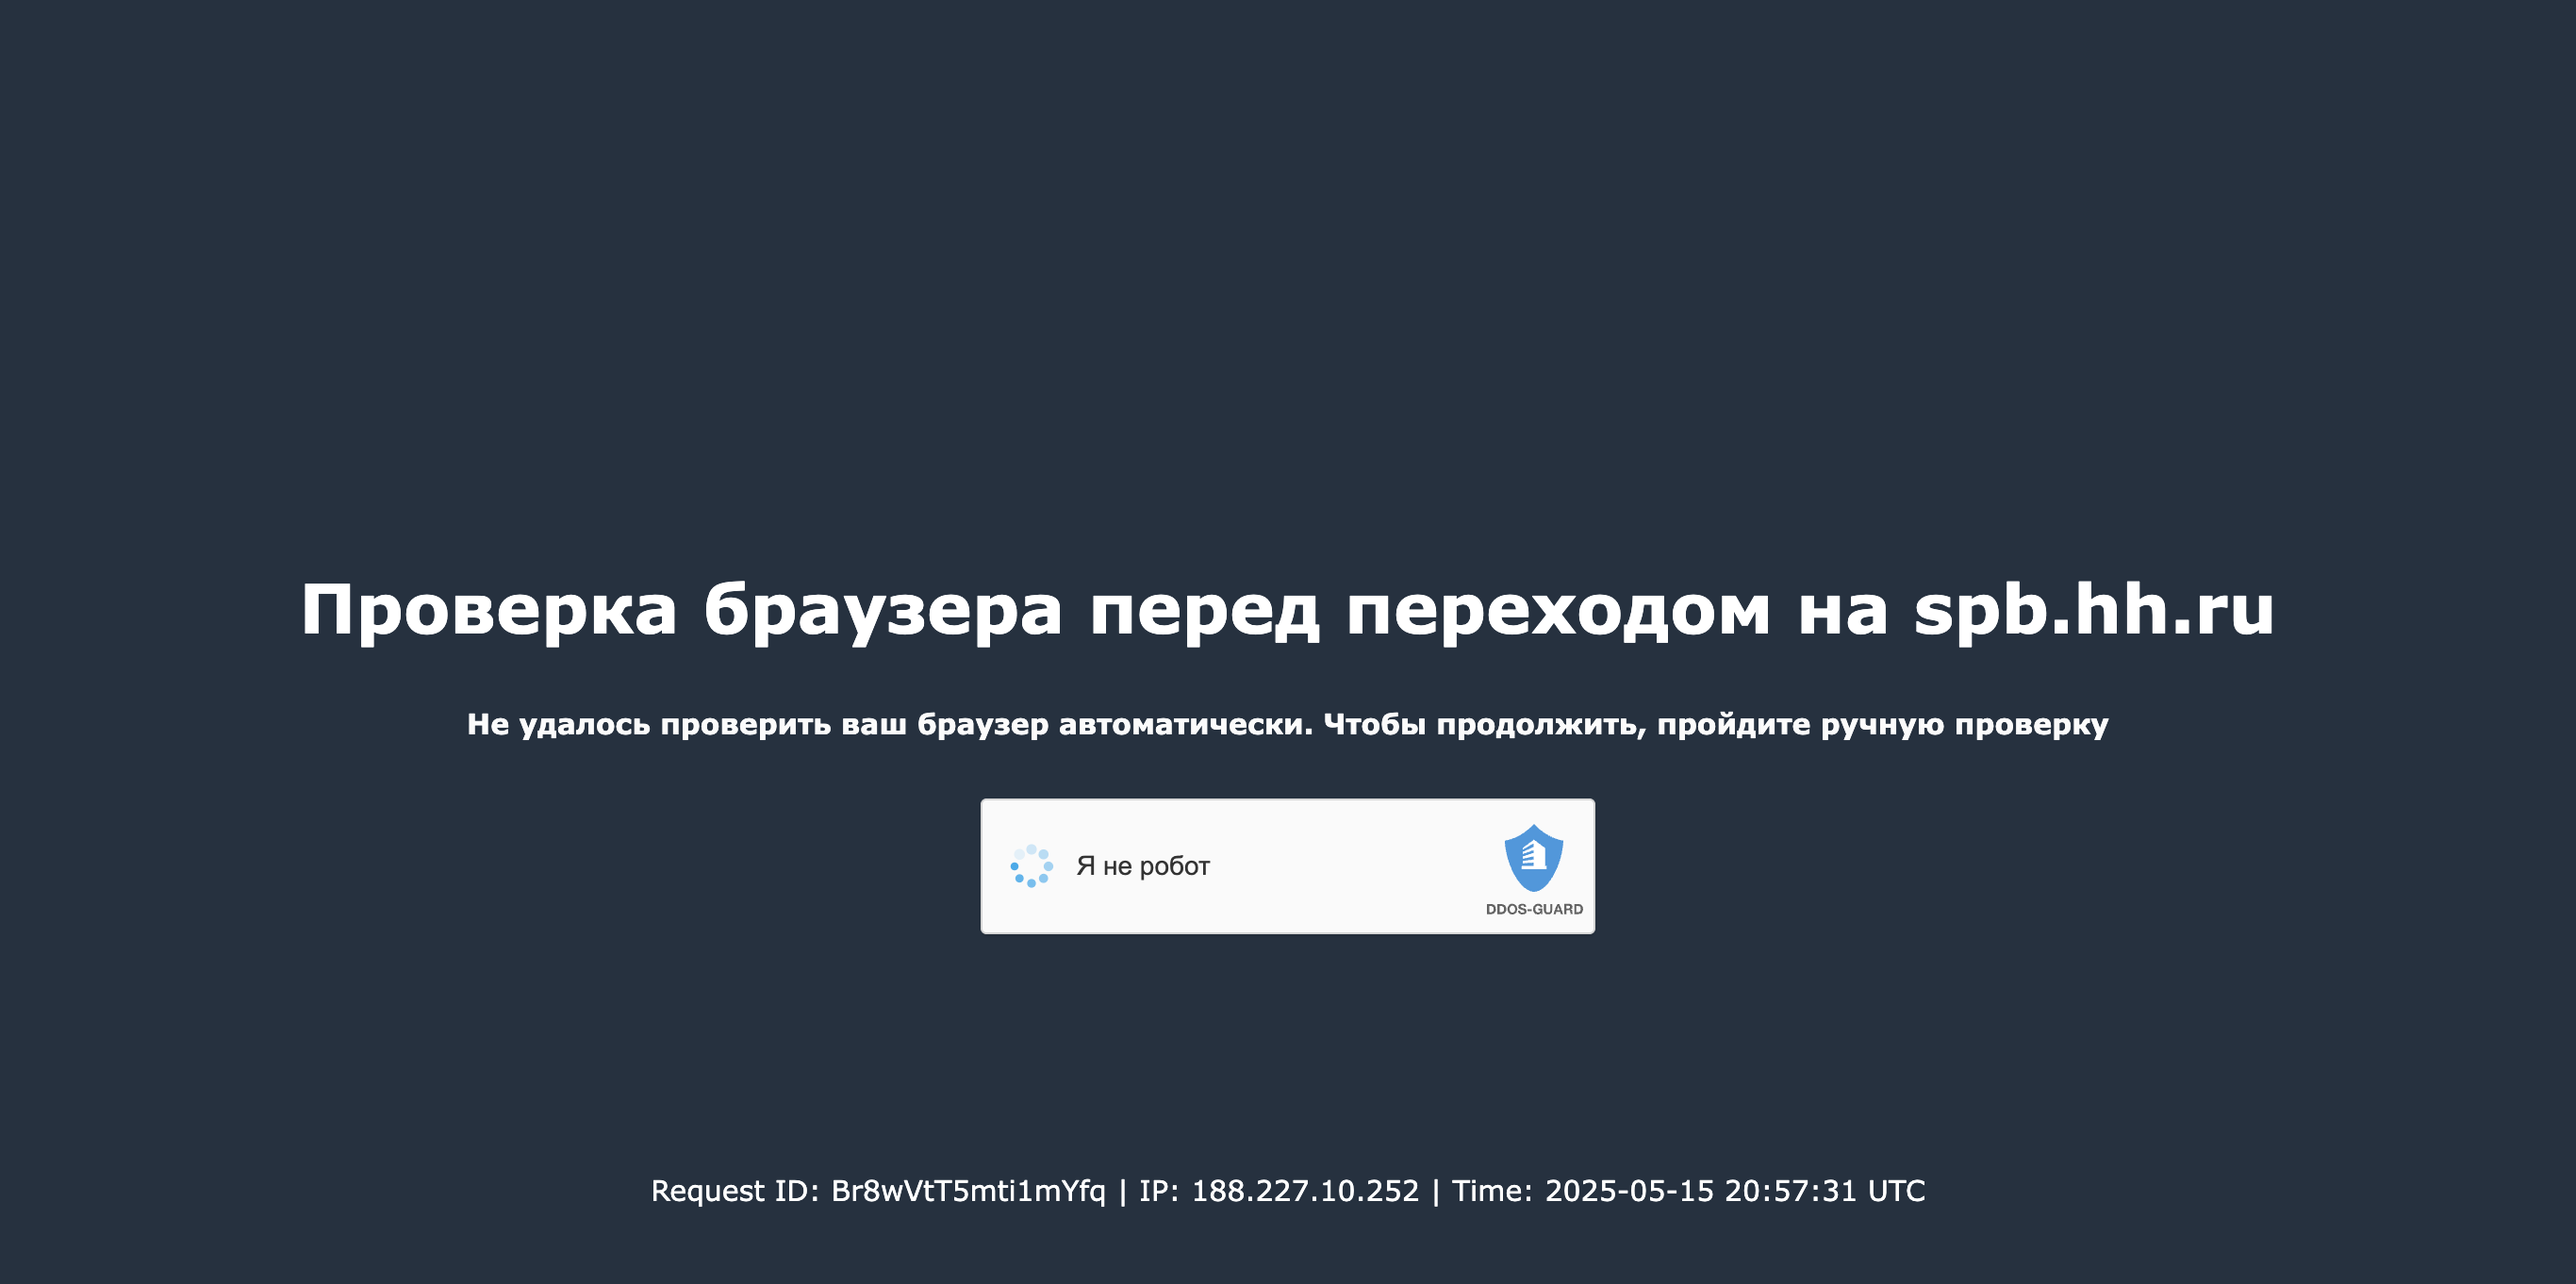 Проверка браузера перед переходом на spb.hh.ru
Не удалось проверить ваш браузер автоматически. Чтобы продолжить, пройдите ручную проверку
Я не робот
DDOS-GUARD
Request ID: Br8wVtT5mti1mYfq | IP: 188.227.10.252 | Time: 2025-05-15 20:57:31 UTC